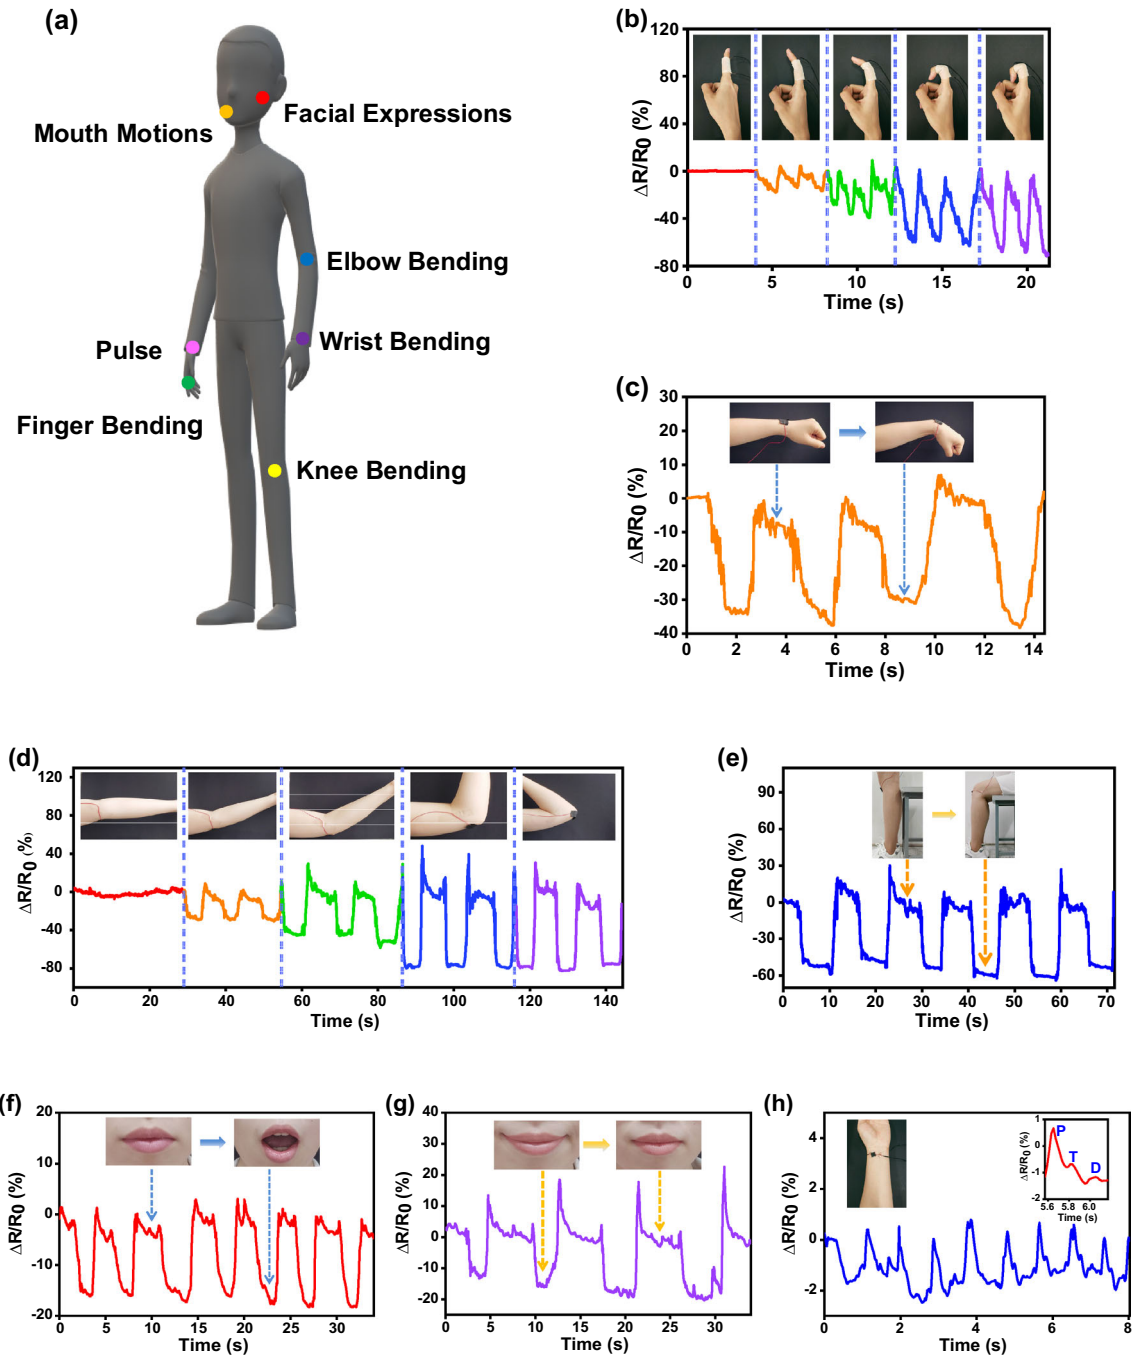 (a)
Facial Expressions
Mouth Motions
Elbow Bending
Wrist Bending
Pulse
Finger Bending
Knee Bending
(b)
120
80
40
0
-40
-80
ΔR/R0 (%)
0 5 10 15 20
Time (s)
(c)
30
20
10
0
-10
-20
-30
-40
ΔR/R0 (%)
0 2 4 6 8 10 12 14
Time (s)
(d)
120
80
40
0
-40
-80
ΔR/R0 (%)
0 20 40 60 80 100 120 140
Time (s)
(e)
90
60
30
0
-30
-60
ΔR/R0 (%)
0 10 20 30 40 50 60 70
Time (s)
(f)
20
10
0
-10
-20
ΔR/R0 (%)
0 5 10 15 20 25 30
Time (s)
(g)
40
30
20
10
0
-10
-20
ΔR/R0 (%)
0 5 10 15 20 25 30
Time (s)
(h)
4
2
0
-2
ΔR/R0 (%)
0 2 4 6 8
Time (s)
1
0
-1
-2
ΔR/R0 (%)
P
T
D
5.6 5.8 6.0
Time (s)